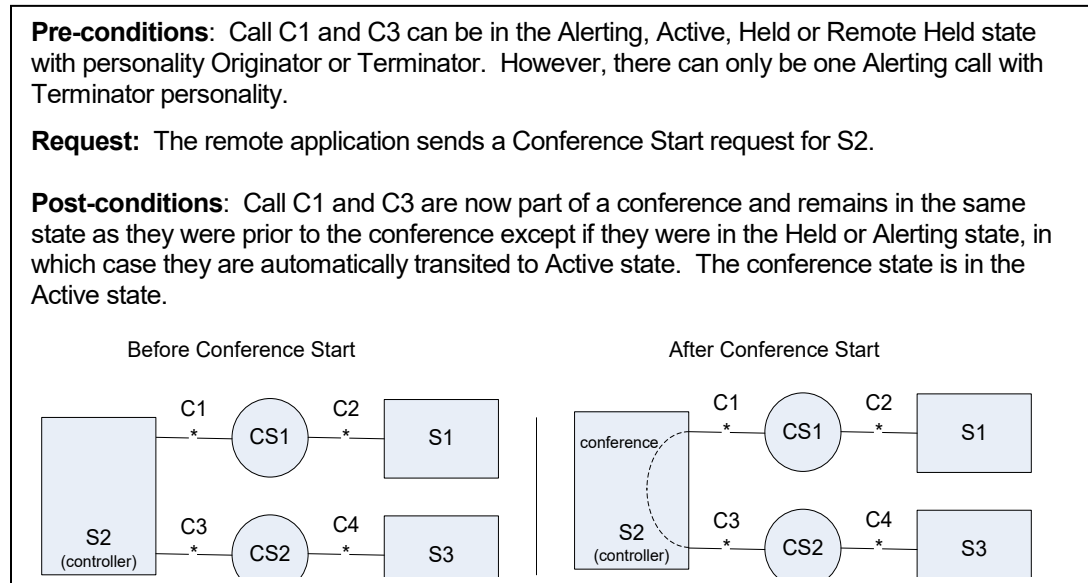 Pre-conditions:  Call C1 and C3 can be in the Alerting, Active, Held or Remote Held state
with personality Originator or Terminator.  However, there can only be one Alerting call with
Terminator personality.
Request:  The remote application sends a Conference Start request for S2.
Post-conditions:  Call C1 and C3 are now part of a conference and remains in the same
state as they were prior to the conference except if they were in the Held or Alerting state, in
which case they are automatically transited to Active state.  The conference state is in the
Active state.
Before Conference Start
C1
C2
*
CS1
*
S1
C3
C4
S2
(controller)
*
CS2
*
S3
After Conference Start
C1
C2
conference
*
CS1
*
S1
C3
C4
S2
(controller)
*
CS2
*
S3